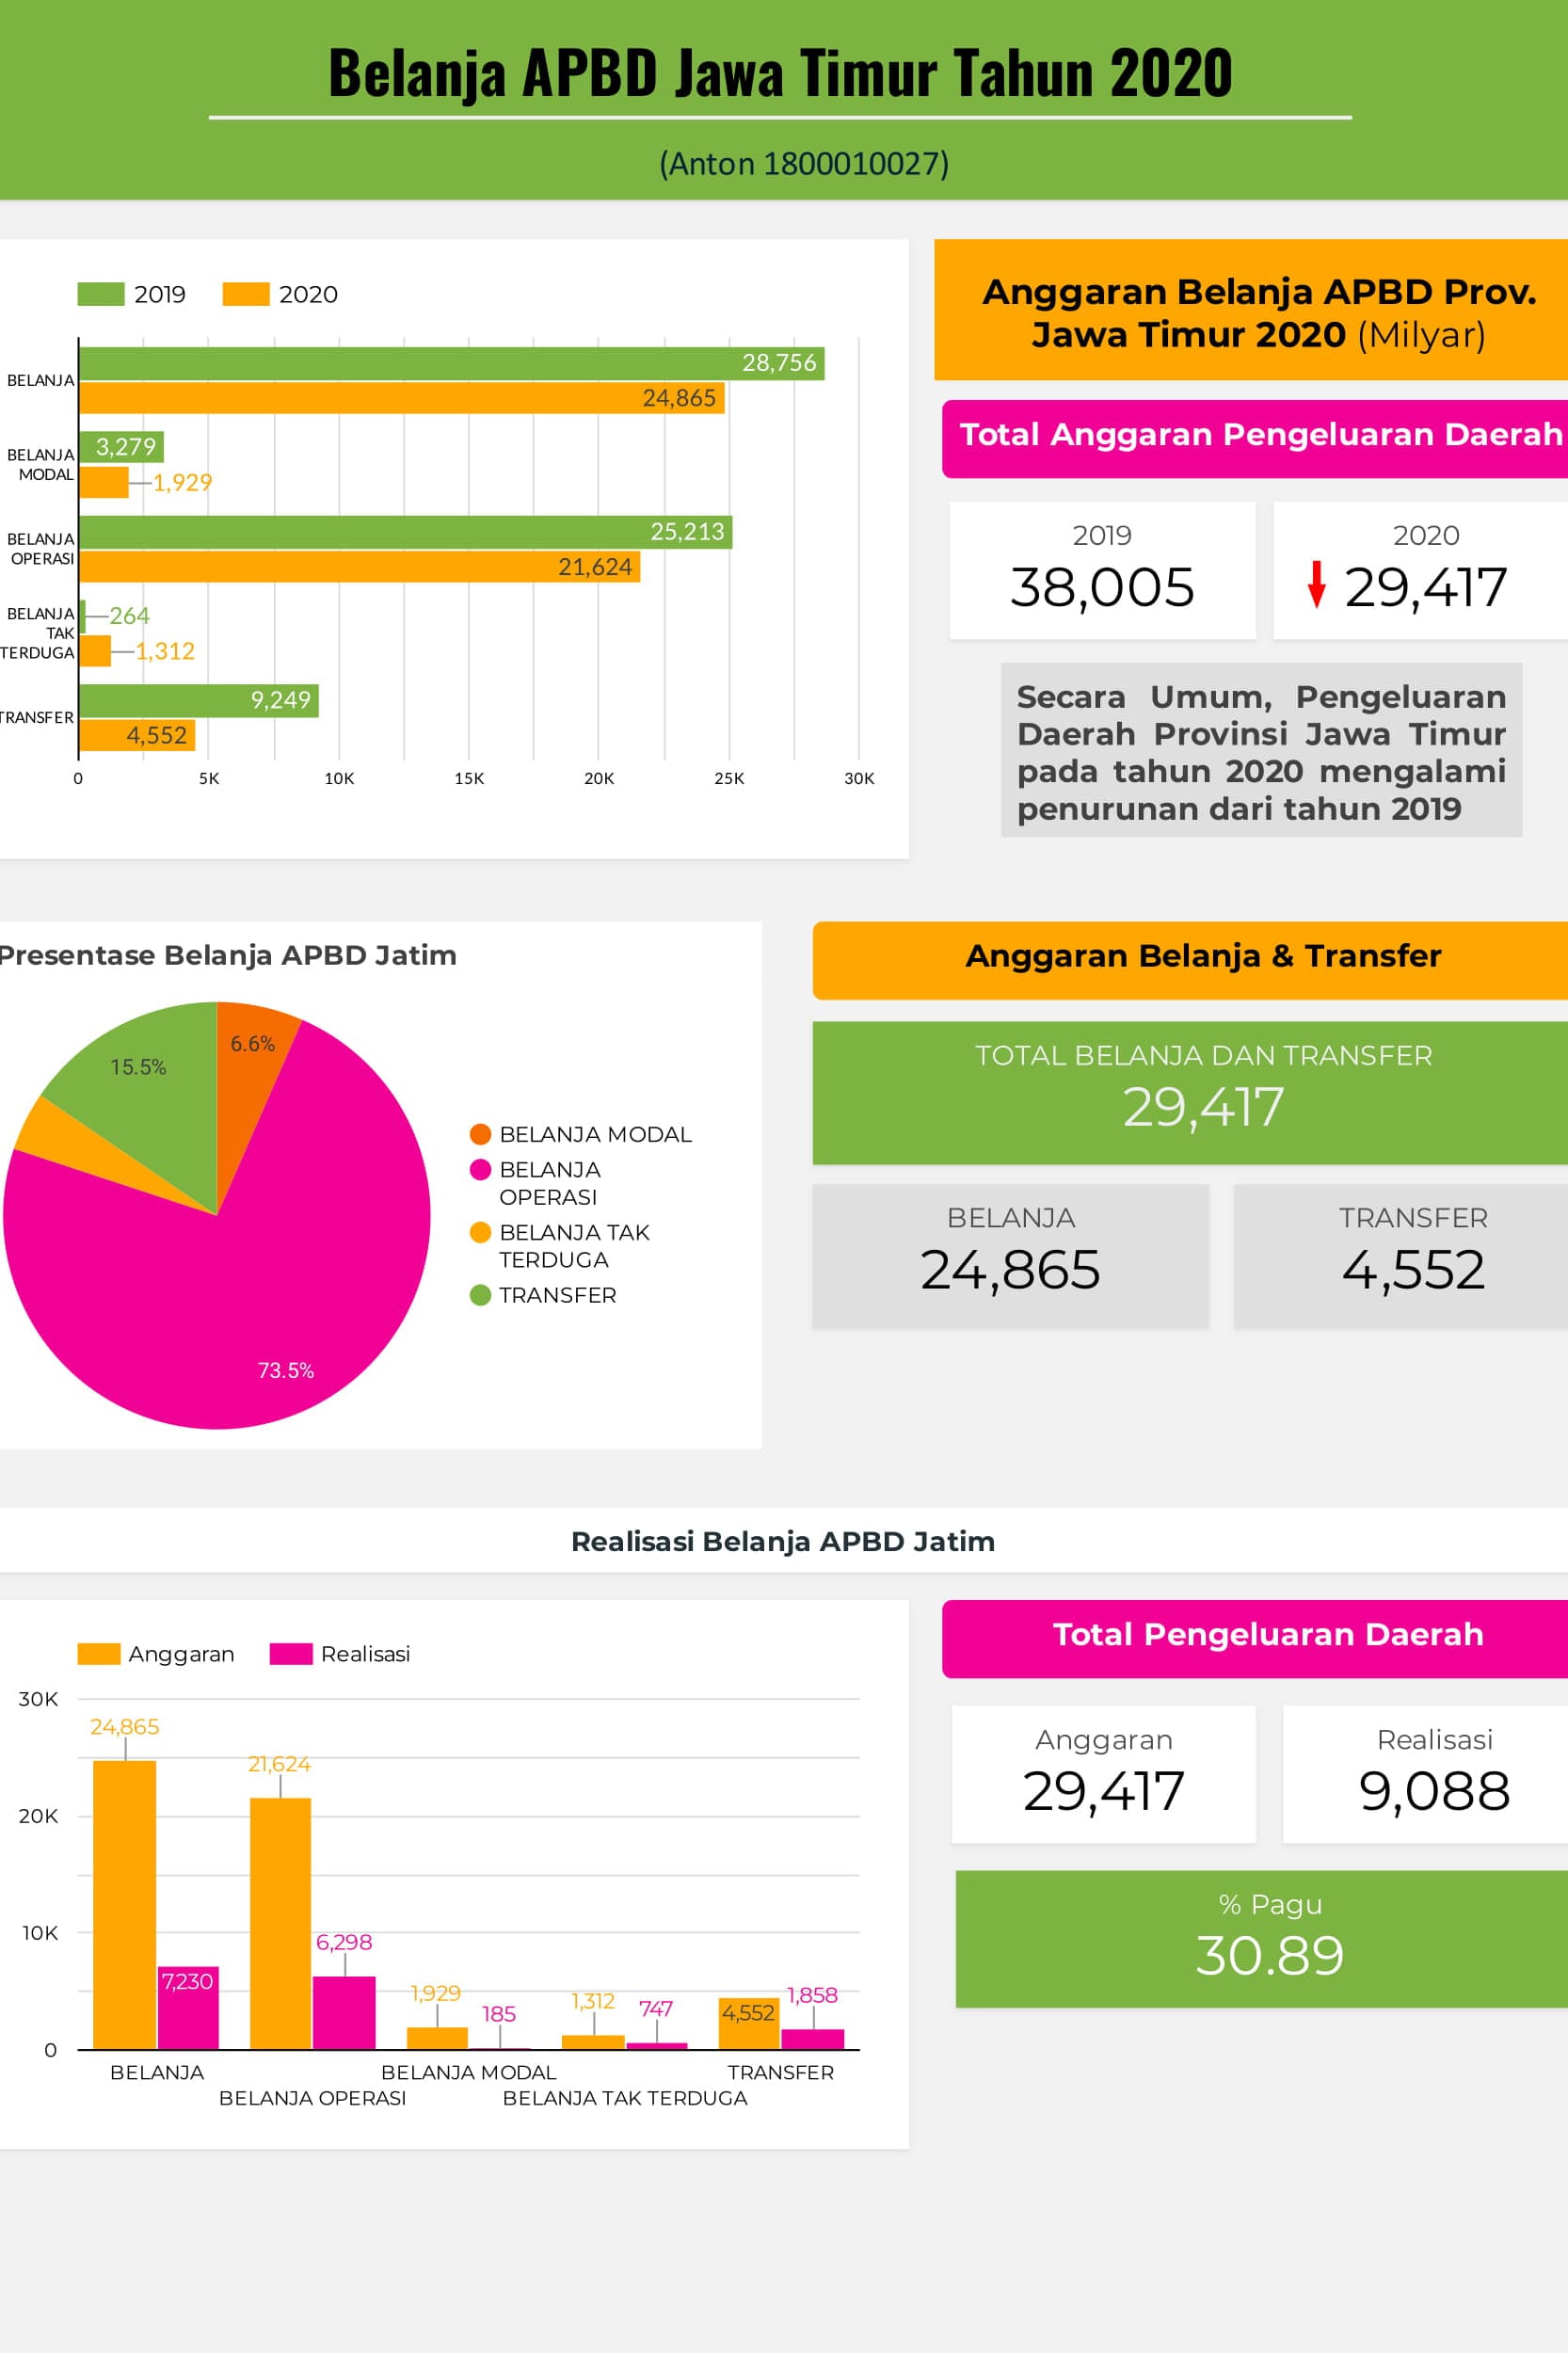 Belanja APBD Jawa Timur Tahun 2020
(Anton 1800010027)
2019
2020
BELANJA
BELANJA
MODAL
BELANJA
OPERASI
BELANJA
TAK
TERDUGA
TRANSFER
28,756
24,865
3,279
1,929
25,213
21,624
264
1,312
9,249
4,552
0
5K
10K
15K
20K
25K
30K
Anggaran Belanja APBD Prov.
Jawa Timur 2020 (Milyar)
Total Anggaran Pengeluaran Daerah
2019
38,005
2020
29,417
Secara Umum, Pengeluaran
Daerah Provinsi Jawa Timur
pada tahun 2020 mengalami
penurunan dari tahun 2019
Presentase Belanja APBD Jatim
6.6%
15.5%
73.5%
BELANJA MODAL
BELANJA
OPERASI
BELANJA TAK
TERDUGA
TRANSFER
Anggaran Belanja & Transfer
TOTAL BELANJA DAN TRANSFER
29,417
BELANJA
24,865
TRANSFER
4,552
Realisasi Belanja APBD Jatim
Anggaran
Realisasi
30K
20K
10K
0
24,865
7,230
21,624
6,298
1,929
185
1,312
747
4,552
1,858
BELANJA
BELANJA OPERASI
BELANJA MODAL
BELANJA TAK TERDUGA
TRANSFER
Total Pengeluaran Daerah
Anggaran
29,417
Realisasi
9,088
% Pagu
30.89